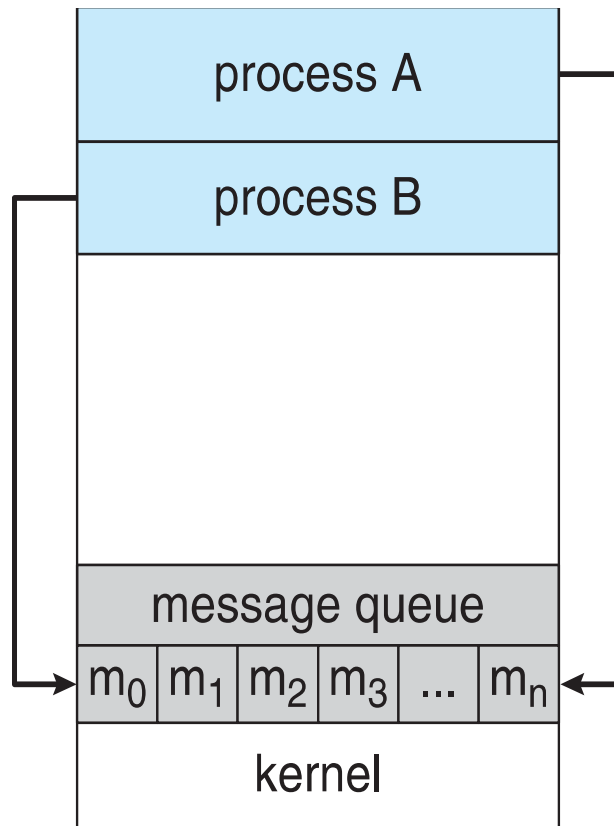 process A
process B
message queue
m₀ m₁ m₂ m₃ ... mₙ
kernel